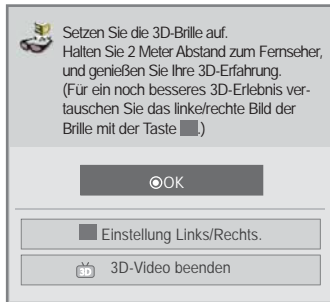 Setzen Sie die 3D-Brille auf.
Halten Sie 2 Meter Abstand zum Fernseher,
und genießen Sie Ihre 3D-Erfahrung.
(Für ein noch besseres 3D-Erlebnis ver-
tauschen Sie das linke/rechte Bild der
Brille mit der Taste .)
OK
Einstellung Links/Rechts.
3D 3D-Video beenden